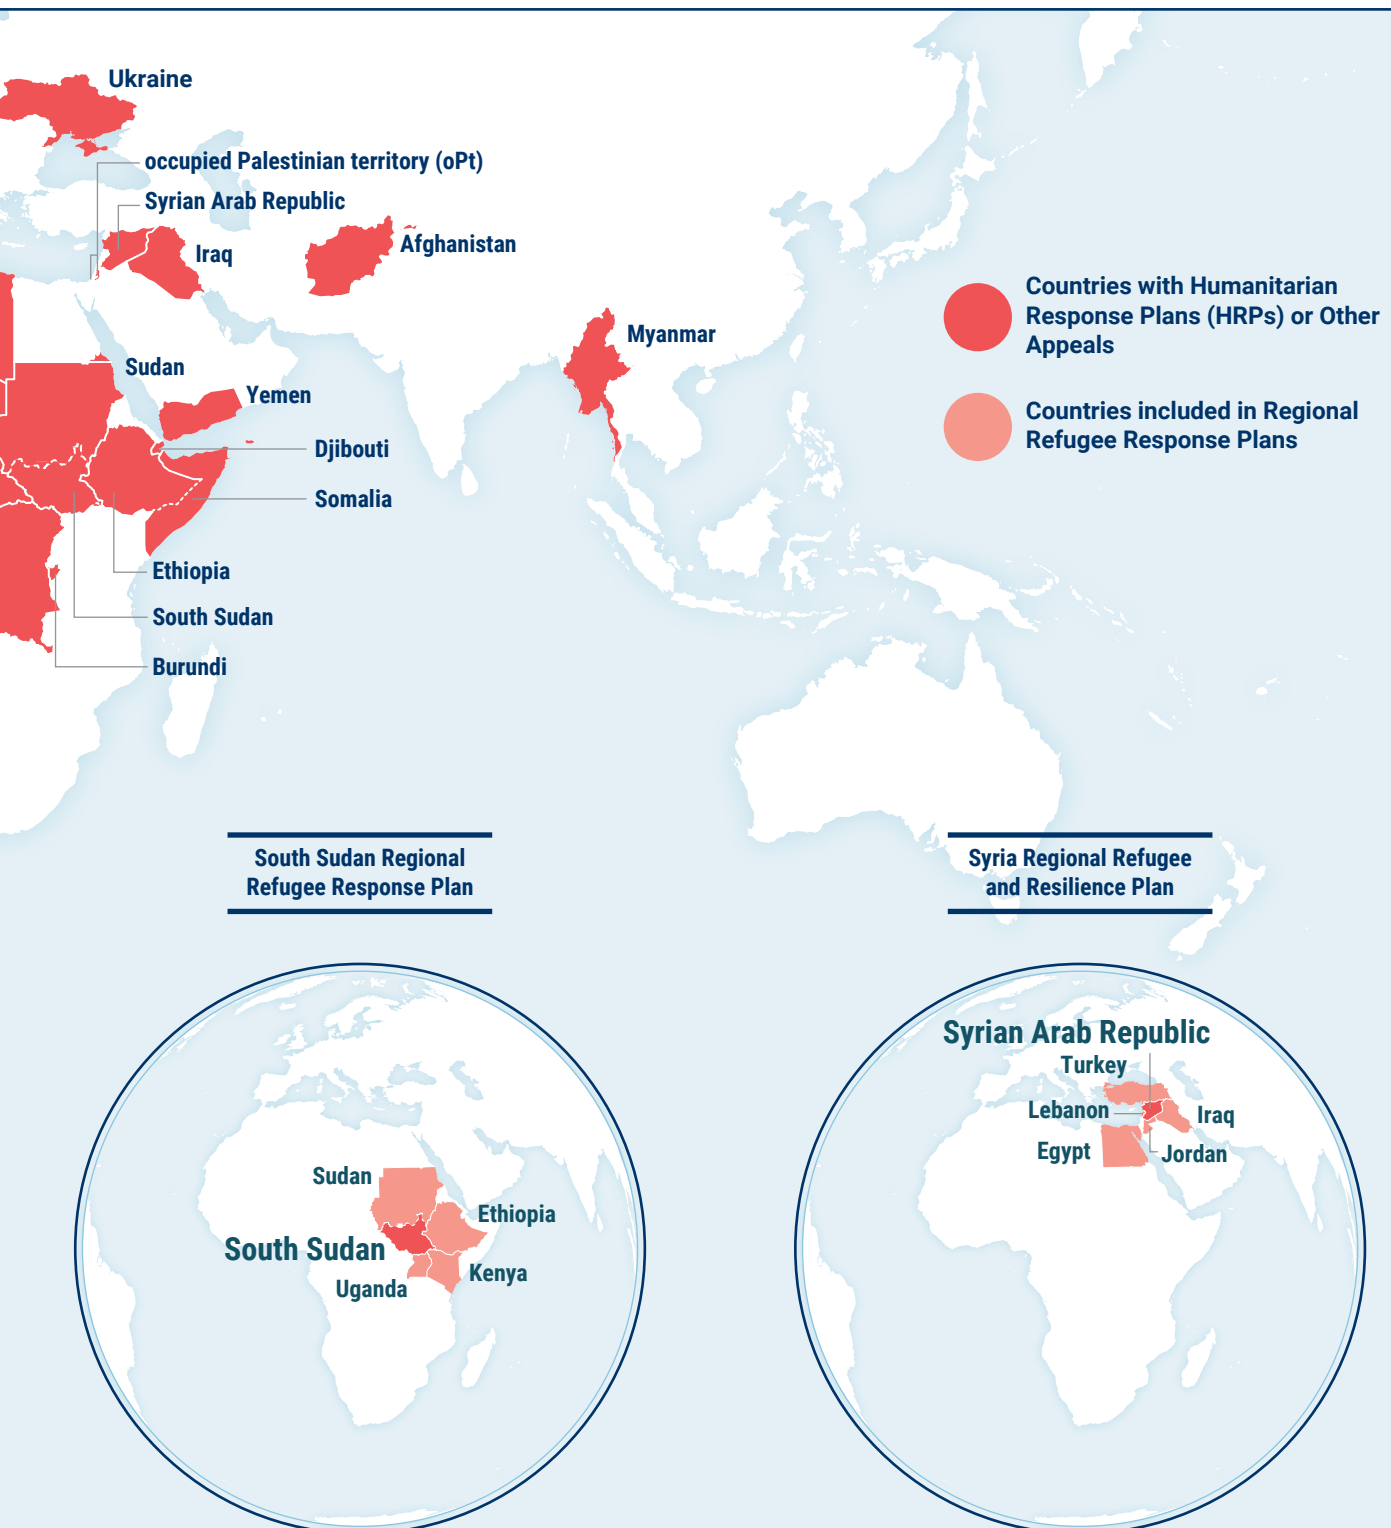 Ukraine
occupied Palestinian territory (oPt)
Syrian Arab Republic
Iraq
Afghanistan
Myanmar
Sudan
Yemen
Djibouti
Somalia
Ethiopia
South Sudan
Burundi
Countries with Humanitarian
Response Plans (HRPs) or Other
Appeals
Countries included in Regional
Refugee Response Plans
South Sudan Regional
Refugee Response Plan
Sudan
Ethiopia
South Sudan
Kenya
Uganda
Syria Regional Refugee
and Resilience Plan
Syrian Arab Republic
Turkey
Lebanon
Iraq
Egypt
Jordan